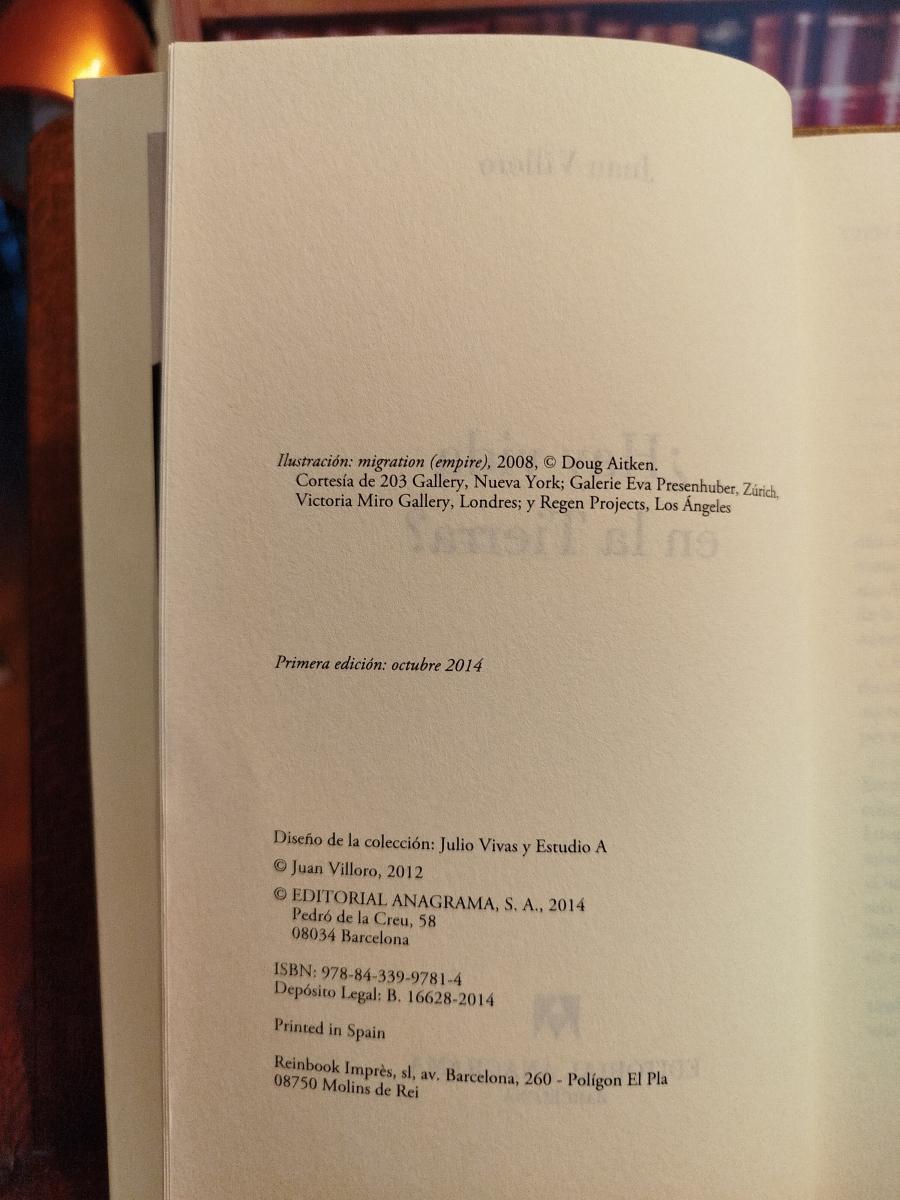 Ilustración: migration (empire), 2008, © Doug Aitken.
Cortesía de 203 Gallery, Nueva York; Galerie Eva Presenhuber, Zúrich,
Victoria Miro Gallery, Londres; y Regen Projects, Los Ángeles
Primera edición: octubre 2014
Diseño de la colección: Julio Vivas y Estudio A
© Juan Villoro, 2012
© EDITORIAL ANAGRAMA, S. A., 2014
Pedró de la Creu, 58
08034 Barcelona
ISBN: 978-84-339-9781-4
Depósito Legal: B. 16628-2014
Printed in Spain
Reinbook Imprès, sl, av. Barcelona, 260 - Polígon El Pla
08750 Molins de Rei